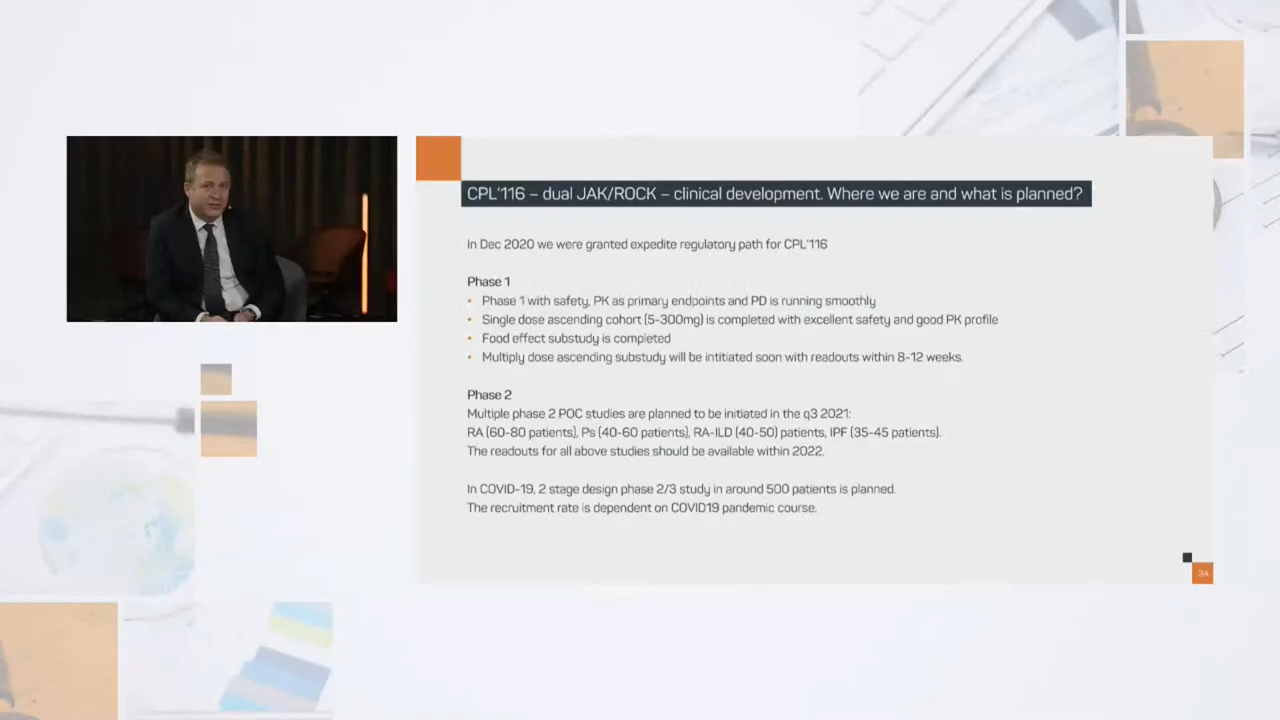 CPL'116 – dual JAK/ROCK – clinical development. Where we are and what is planned?
In Dec 2020 we were granted expedite regulatory path for CPL'116
Phase 1
• Phase 1 with safety, PK as primary endpoints and PD is running smoothly
• Single dose ascending cohort (5-300mg) is completed with excellent safety and good PK profile
• Food effect substudy is completed
• Multiply dose ascending substudy will be intitiated soon with readouts within 8-12 weeks.
Phase 2
Multiple phase 2 POC studies are planned to be initiated in the q3 2021:
RA (60-80 patients), Ps (40-60 patients), RA-ILD (40-50) patients, IPF (35-45 patients).
The readouts for all above studies should be available within 2022.
In COVID-19, 2 stage design phase 2/3 study in around 500 patients is planned.
The recruitment rate is dependent on COVID19 pandemic course.
34